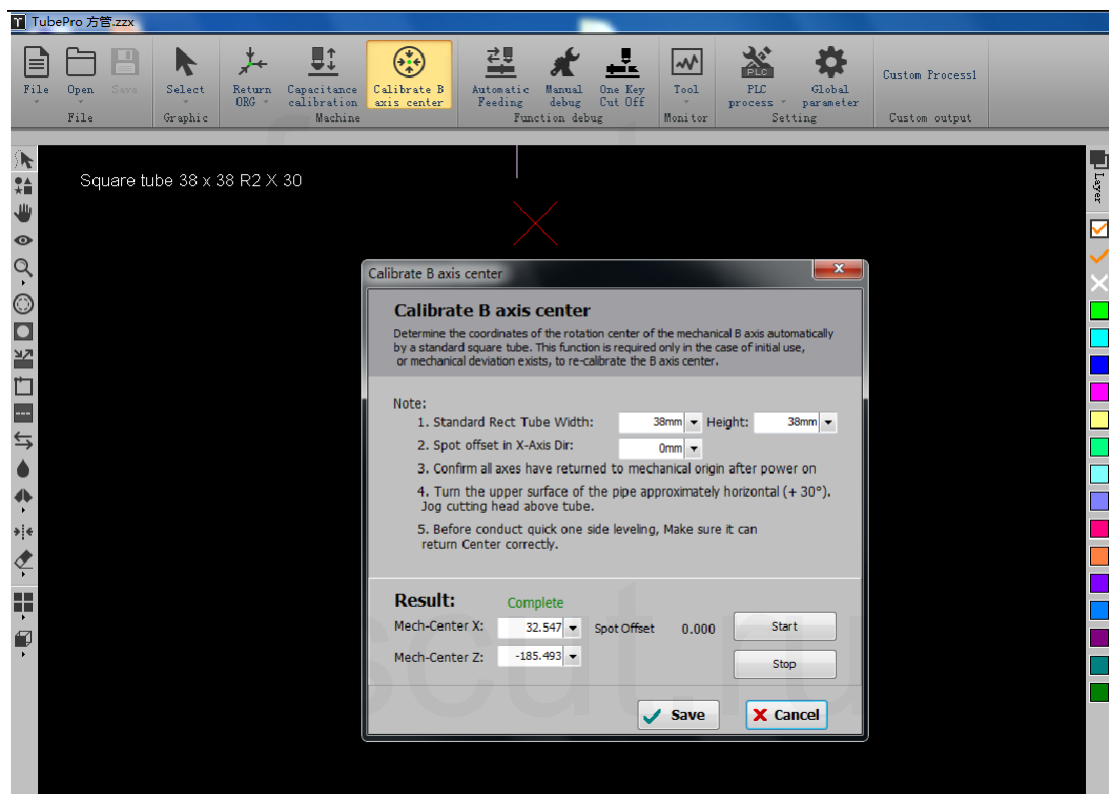 TubePro 方管.zzx
File
Open
Save
Select
Return
ORG
Capacitance
calibration
Calibrate B
axis center
Automatic
Feeding
Manual
debug
One Key
Cut Off
Tool
PLC
PLC
process
Global
parameter
Custom Process1
File
Graphic
Machine
Function debug
Monitor
Setting
Custom output
Layer
Square tube 38 x 38 R2 X 30
Calibrate B axis center
Calibrate B axis center
Determine the coordinates of the rotation center of the mechanical B axis automatically
by a standard square tube. This function is required only in the case of initial use,
or mechanical deviation exists, to re-calibrate the B axis center.
Note:
1. Standard Rect Tube Width: 38mm Height: 38mm
2. Spot offset in X-Axis Dir: 0mm
3. Confirm all axes have returned to mechanical origin after power on
4. Turn the upper surface of the pipe approximately horizontal (+ 30°).
Jog cutting head above tube.
5. Before conduct quick one side leveling, Make sure it can
return Center correctly.
Result: Complete
Mech-Center X: 32.547 Spot Offset 0.000 Start
Mech-Center Z: -185.493 Stop
Save Cancel
fscut.ru